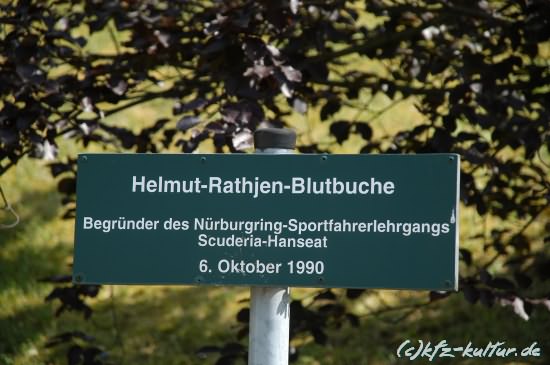 Helmut-Rathjen-Blutbuche
Begründer des Nürburgring-Sportfahrerlehrgangs
Scuderia-Hanseat
6. Oktober 1990
(c)kfz-kultur.de